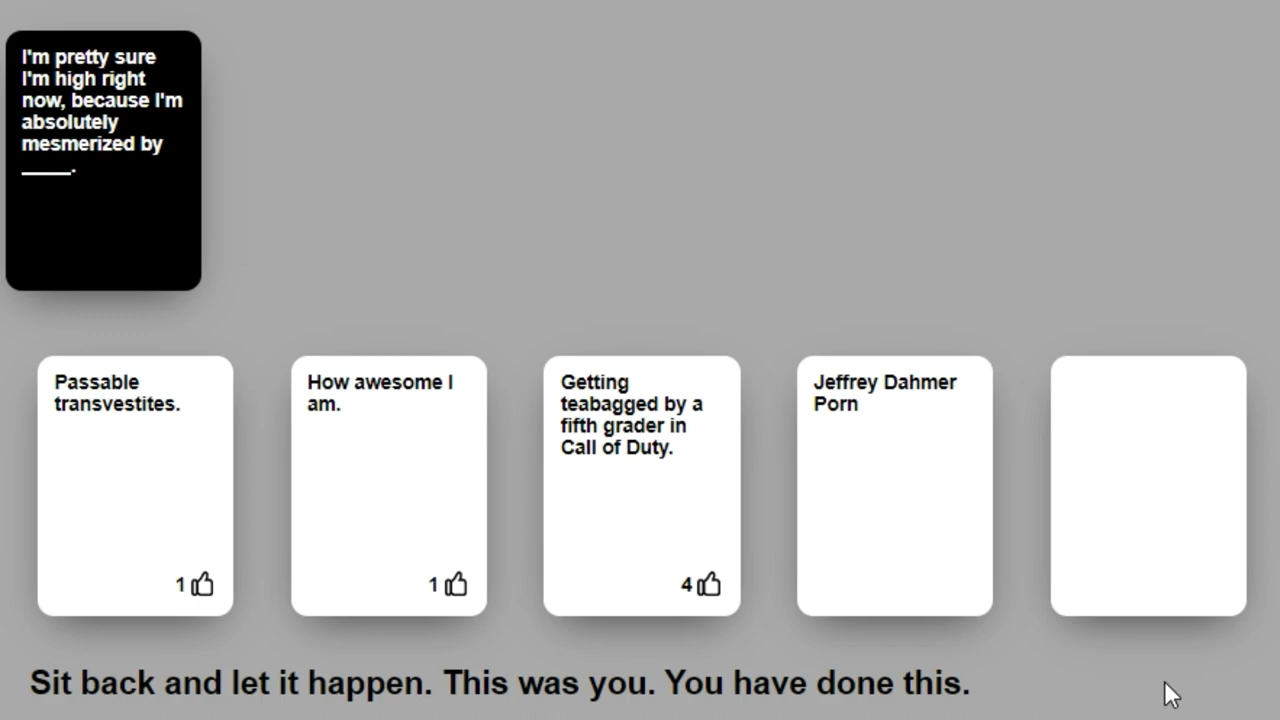 I'm pretty sure
I'm high right
now, because I'm
absolutely
mesmerized by
_____.
Passable
transvestites.
1
How awesome I
am.
1
Getting
teabagged by a
fifth grader in
Call of Duty.
4
Jeffrey Dahmer
Porn
Sit back and let it happen. This was you. You have done this.